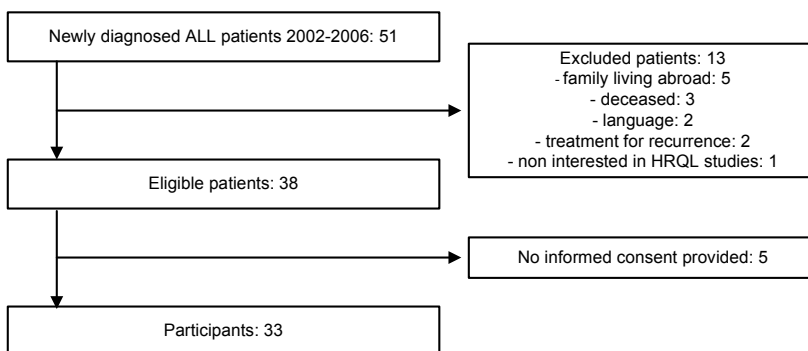 Newly diagnosed ALL patients 2002-2006: 51
Excluded patients: 13
- family living abroad: 5
- deceased: 3
- language: 2
- treatment for recurrence: 2
- non interested in HRQL studies: 1
Eligible patients: 38
No informed consent provided: 5
Participants: 33